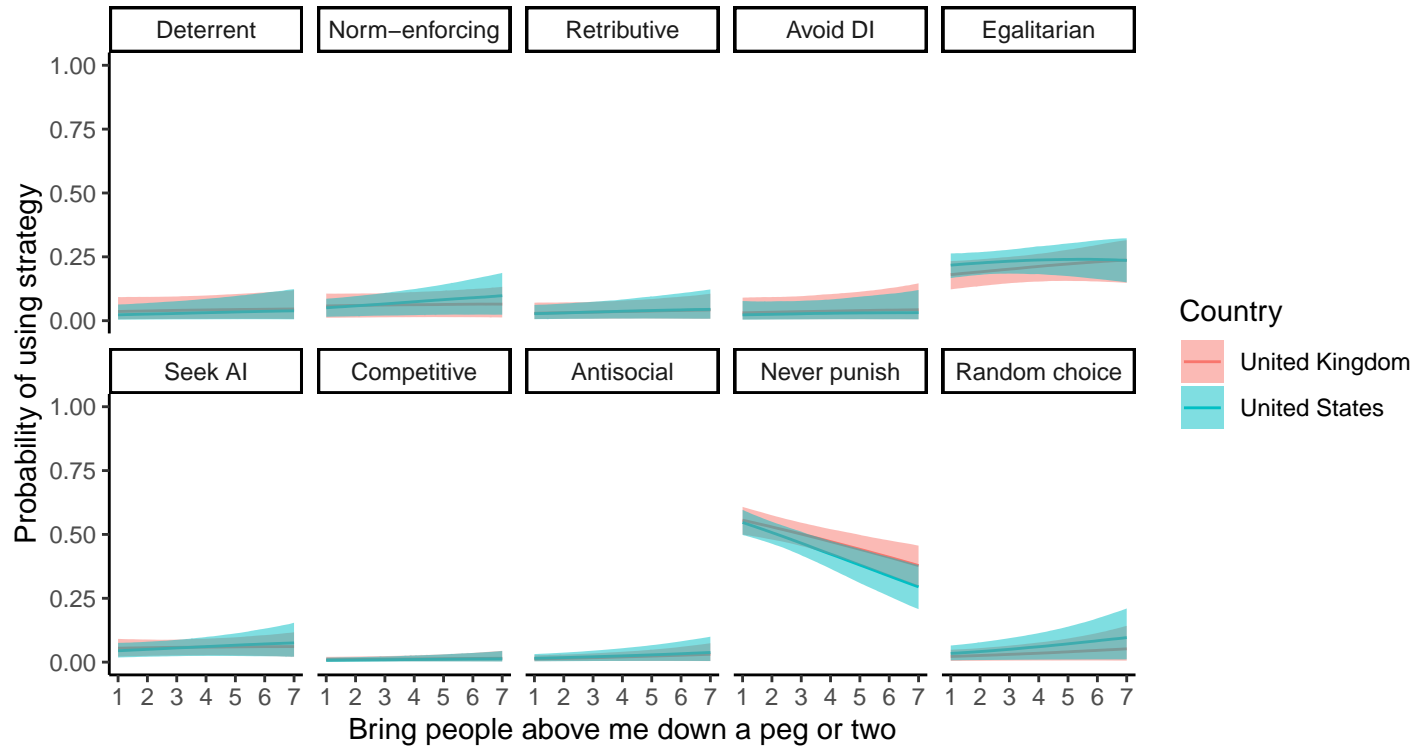 Deterrent Norm−enforcing Retributive Avoid DI Egalitarian
1.00
0.75
0.50
0.25
0.00
Seek AI Competitive Antisocial Never punish Random choice
1.00
0.75
0.50
0.25
0.00
1 2 3 4 5 6 7 1 2 3 4 5 6 7 1 2 3 4 5 6 7 1 2 3 4 5 6 7 1 2 3 4 5 6 7
Bring people above me down a peg or two
Probability of using strategy
Country
United Kingdom
United States